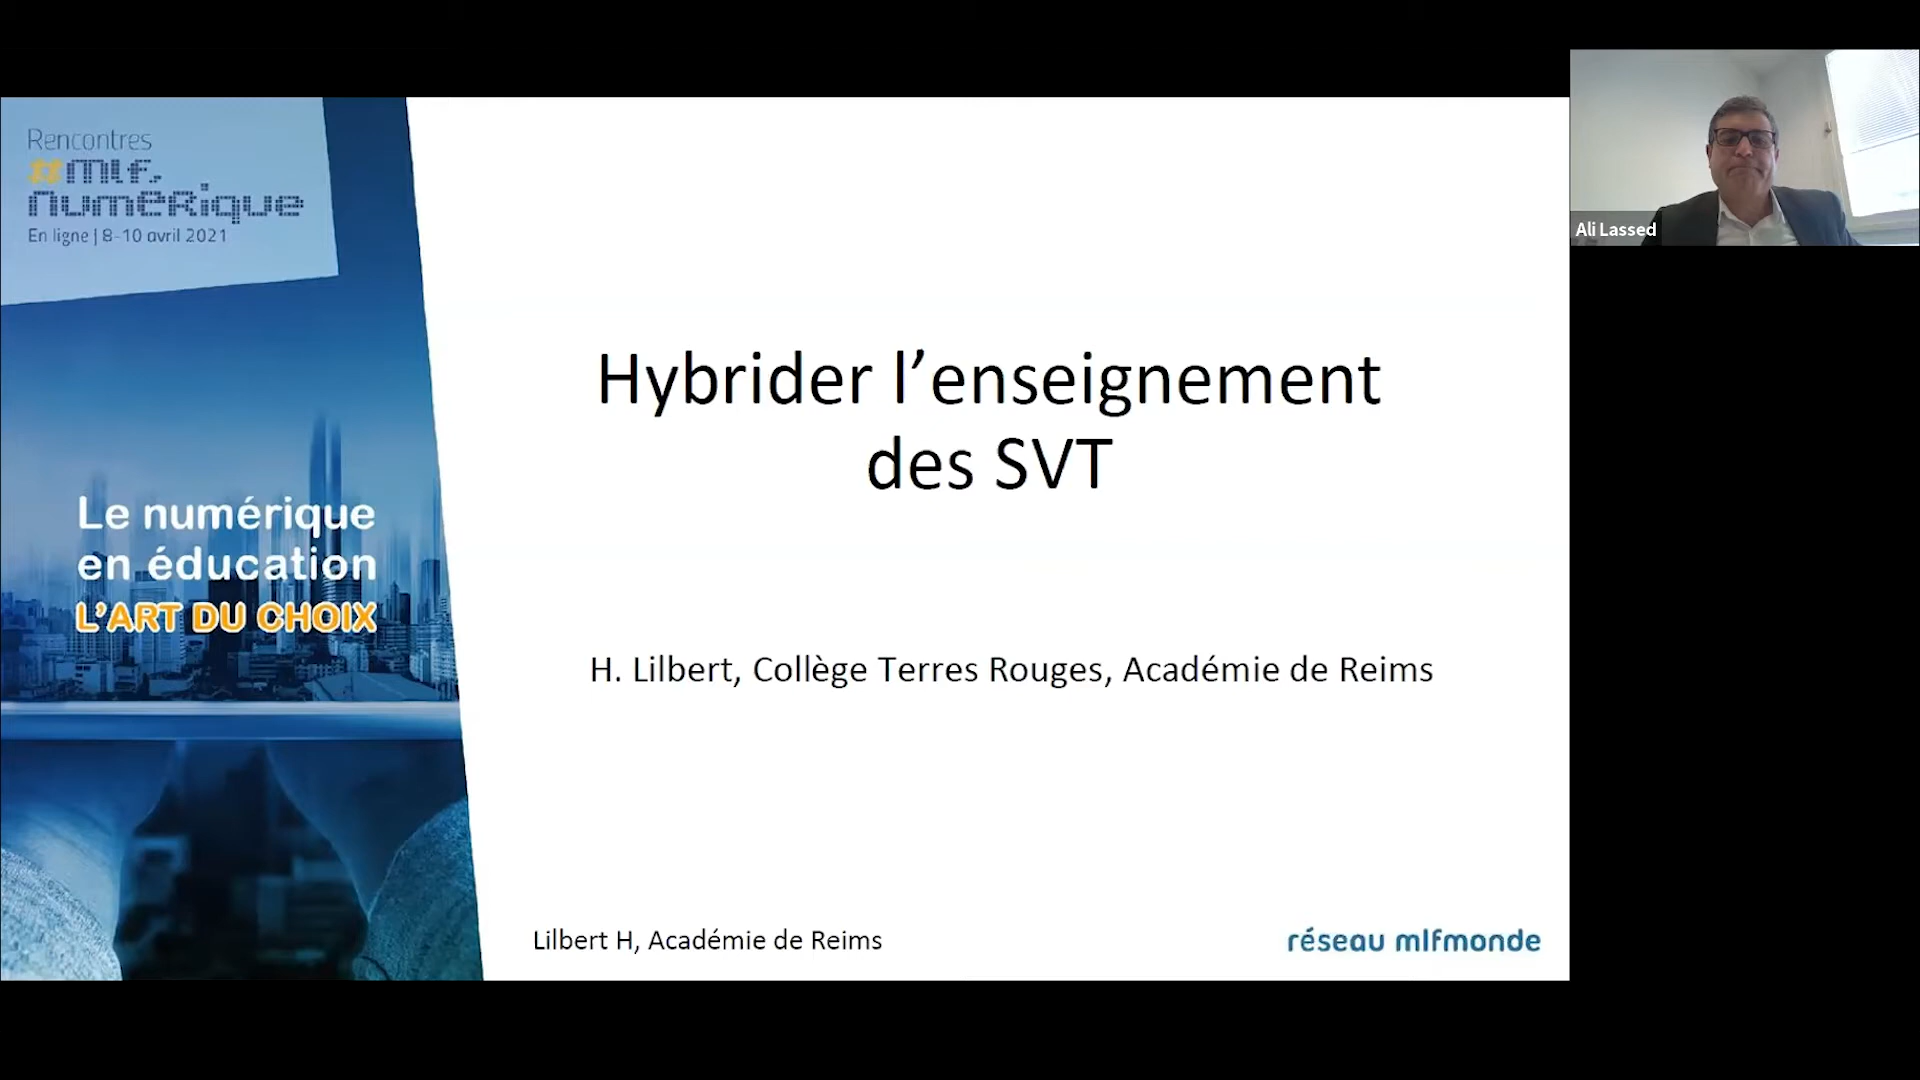 Rencontres
#mlf.
numéRique
En ligne | 8-10 avril 2021
Le numérique
en éducation
L'ART DU CHOIX
Hybrider l’enseignement
des SVT
H. Lilbert, Collège Terres Rouges, Académie de Reims
Lilbert H, Académie de Reims
réseau mlfmonde
Ali Lassed